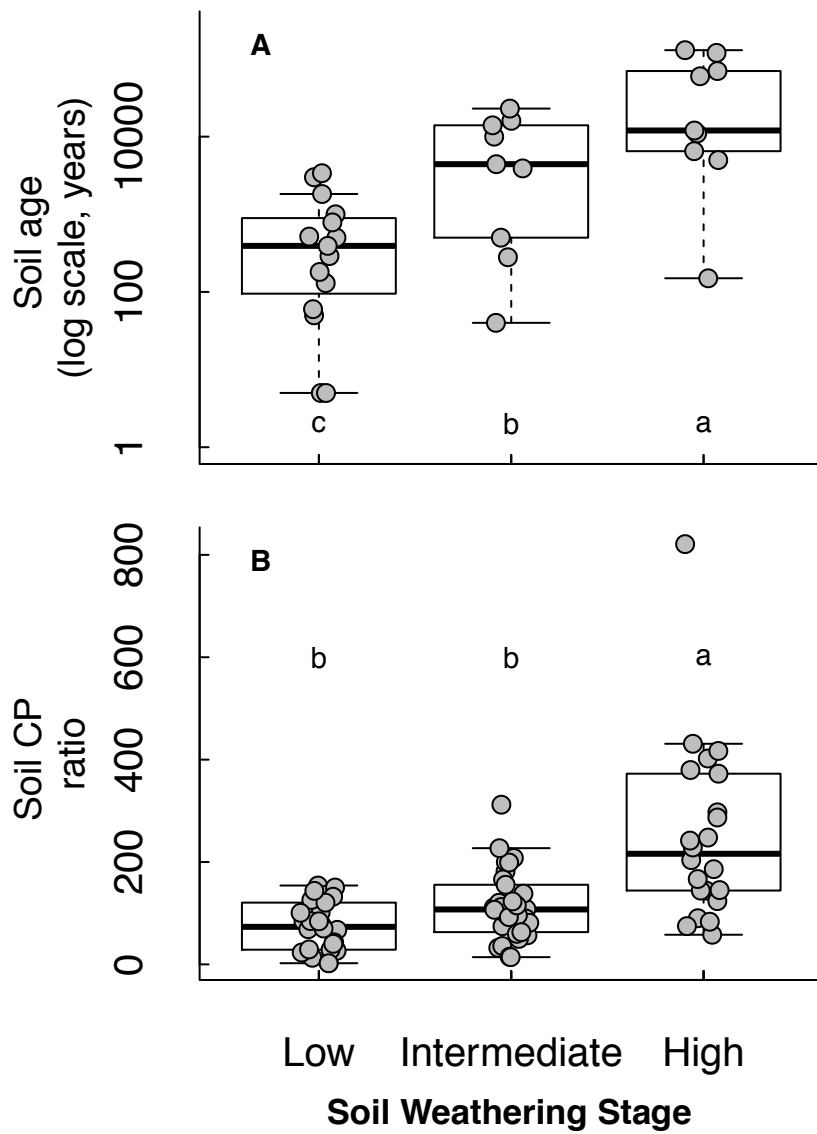 A
Soil age
(log scale, years)
10000
100
1
c b a
B
Soil CP
ratio
800
600
400
200
0
b b a
Low Intermediate High
Soil Weathering Stage